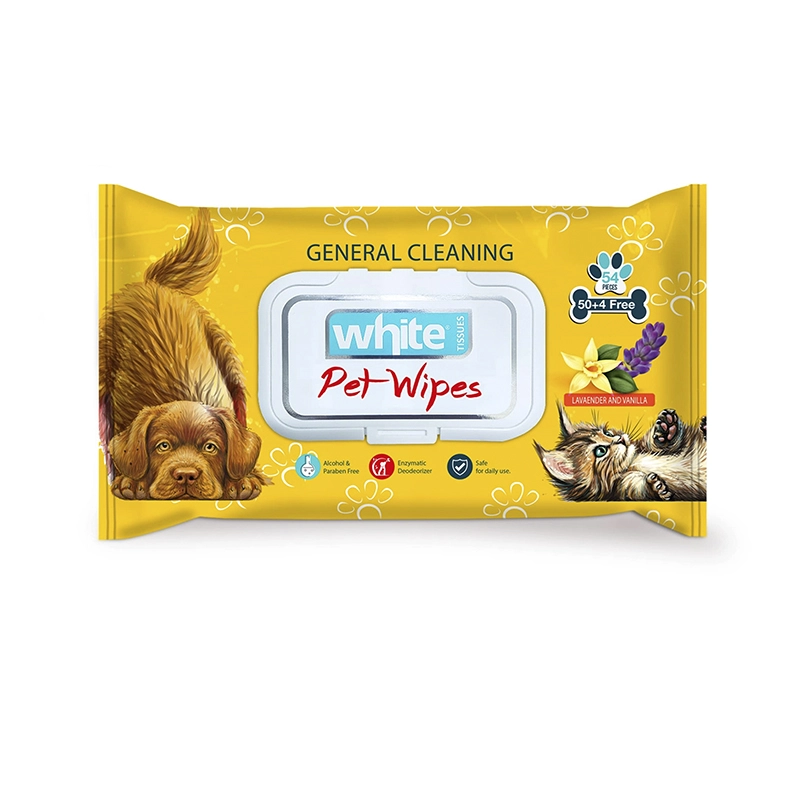 GENERAL CLEANING
54
PIECES
50+4 Free
white®
TISSUES
Pet Wipes
LAVAENDER AND VANILLA
Alcohol &
Paraben Free
Enzymatic
Deodeorizer
Safe
for daily use.